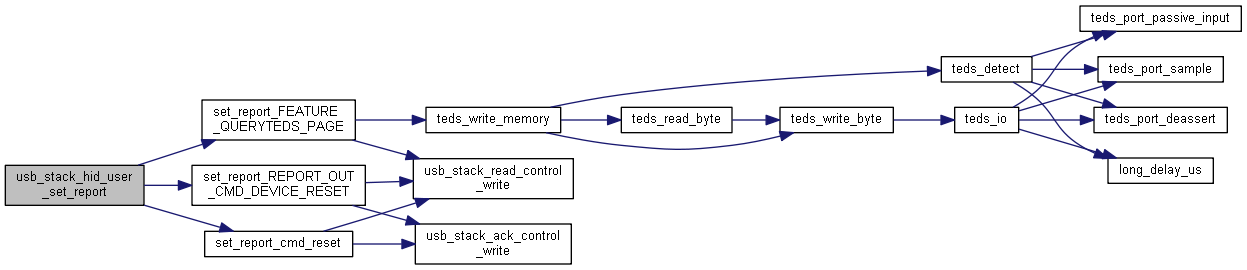 usb_stack_hid_user
_set_report
set_report_FEATURE
_QUERYTEDS_PAGE
set_report_REPORT_OUT
_CMD_DEVICE_RESET
set_report_cmd_reset
teds_write_memory
usb_stack_read_control
_write
usb_stack_ack_control
_write
teds_read_byte
teds_write_byte
teds_detect
teds_io
teds_port_passive_input
teds_port_sample
teds_port_deassert
long_delay_us